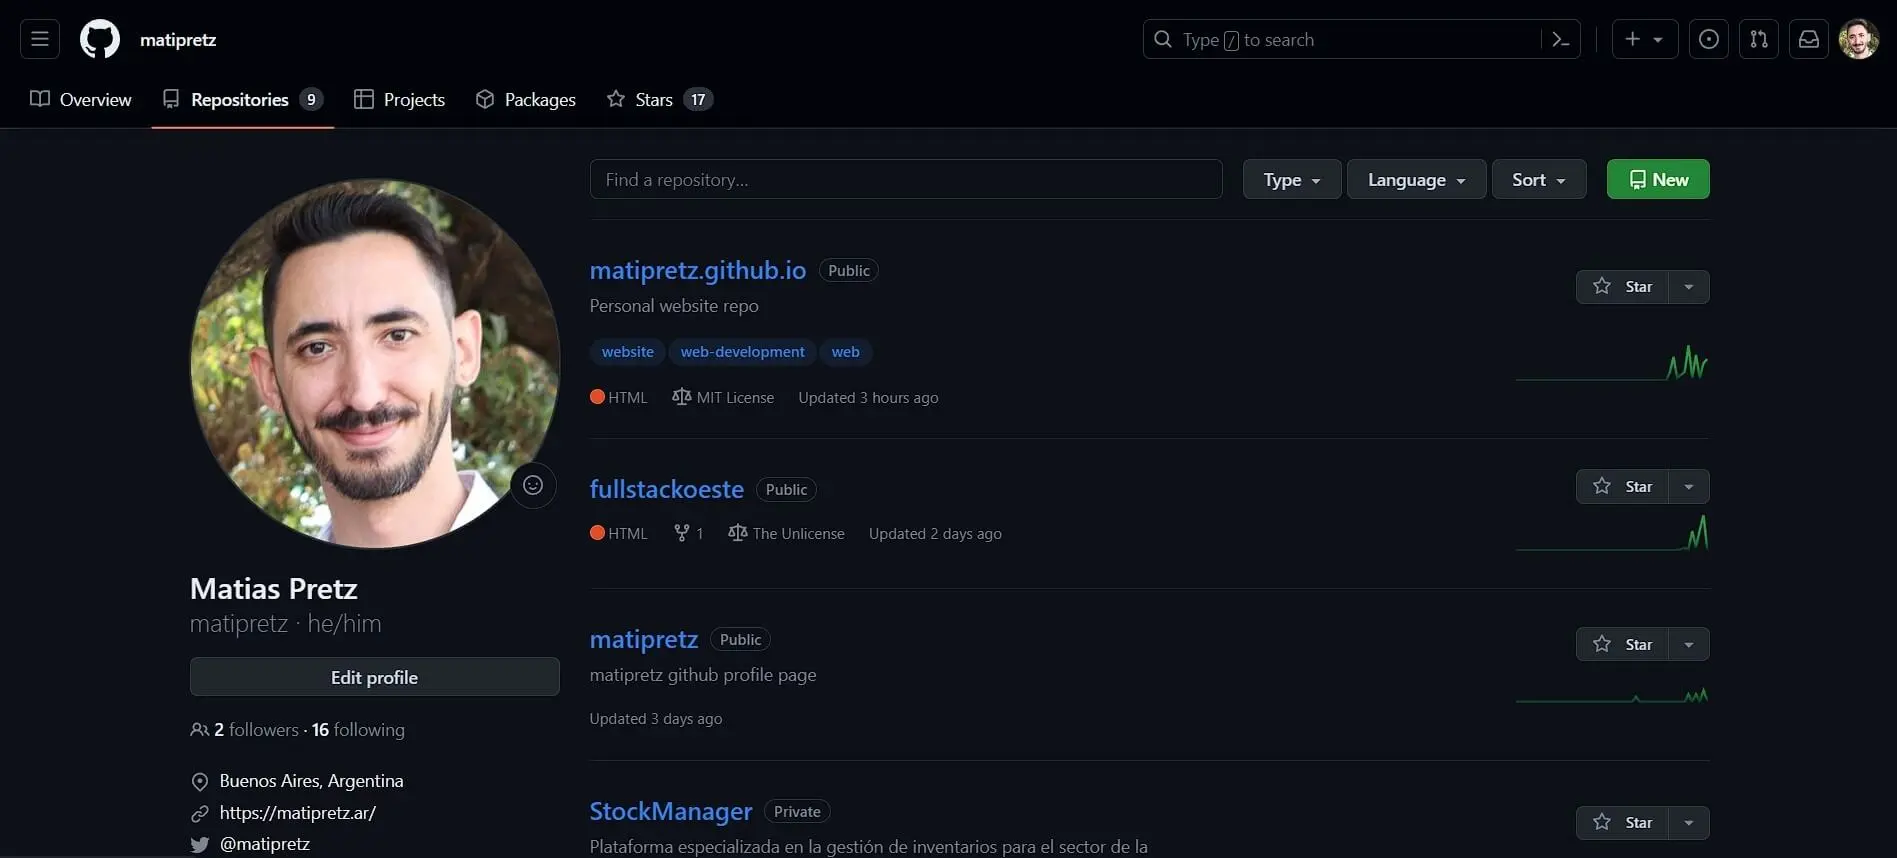 matipretz
Type / to search
Overview Repositories 9 Projects Packages Stars 17
Find a repository...
Type Language Sort New
matipretz.github.io Public
Star
Personal website repo
website web-development web
HTML MIT License Updated 3 hours ago
fullstackoeste Public
Star
HTML 1 The Unlicense Updated 2 days ago
matipretz Public
Star
matipretz github profile page
Updated 3 days ago
StockManager Private
Star
Plataforma especializada en la gestión de inventarios para el sector de la
Matias Pretz
matipretz · he/him
Edit profile
2 followers · 16 following
Buenos Aires, Argentina
https://matipretz.ar/
@matipretz